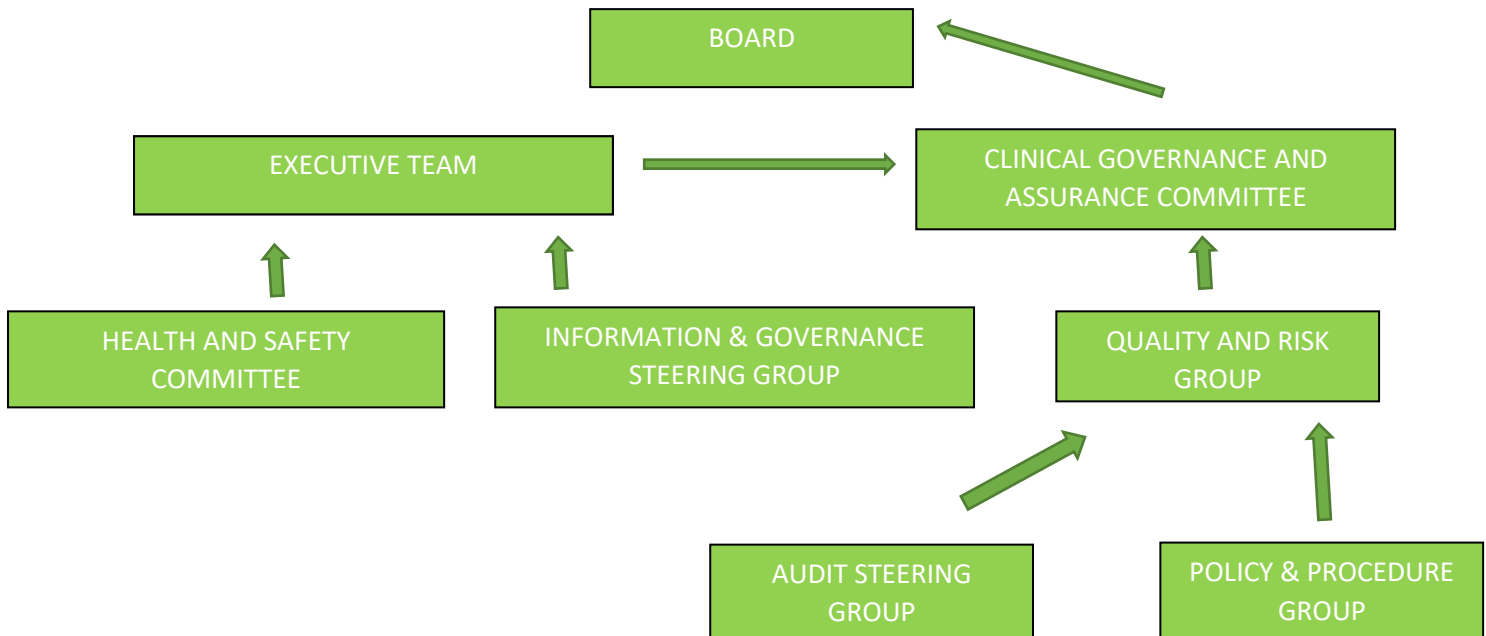 BOARD
EXECUTIVE TEAM
CLINICAL GOVERNANCE AND
ASSURANCE COMMITTEE
HEALTH AND SAFETY
COMMITTEE
INFORMATION & GOVERNANCE
STEERING GROUP
QUALITY AND RISK
GROUP
AUDIT STEERING
GROUP
POLICY & PROCEDURE
GROUP